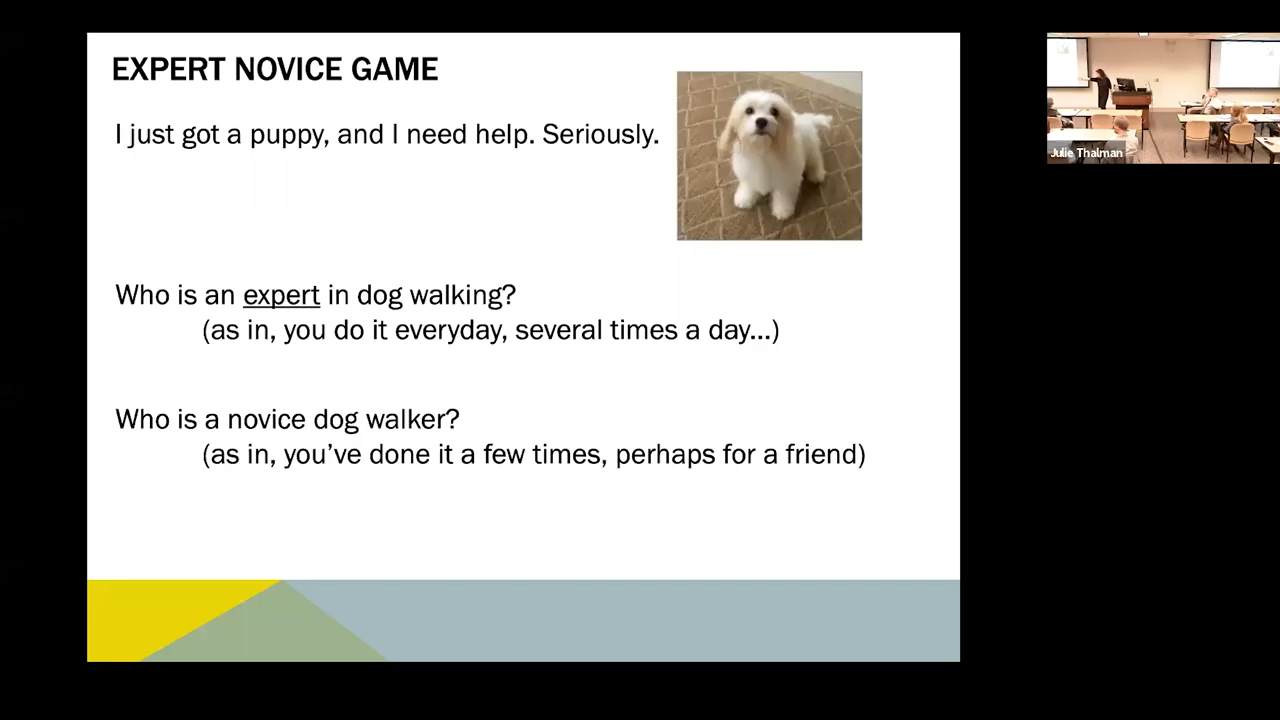 EXPERT NOVICE GAME
I just got a puppy, and I need help. Seriously.
Who is an expert in dog walking?
(as in, you do it everyday, several times a day...)
Who is a novice dog walker?
(as in, you've done it a few times, perhaps for a friend)
Julie Thalman